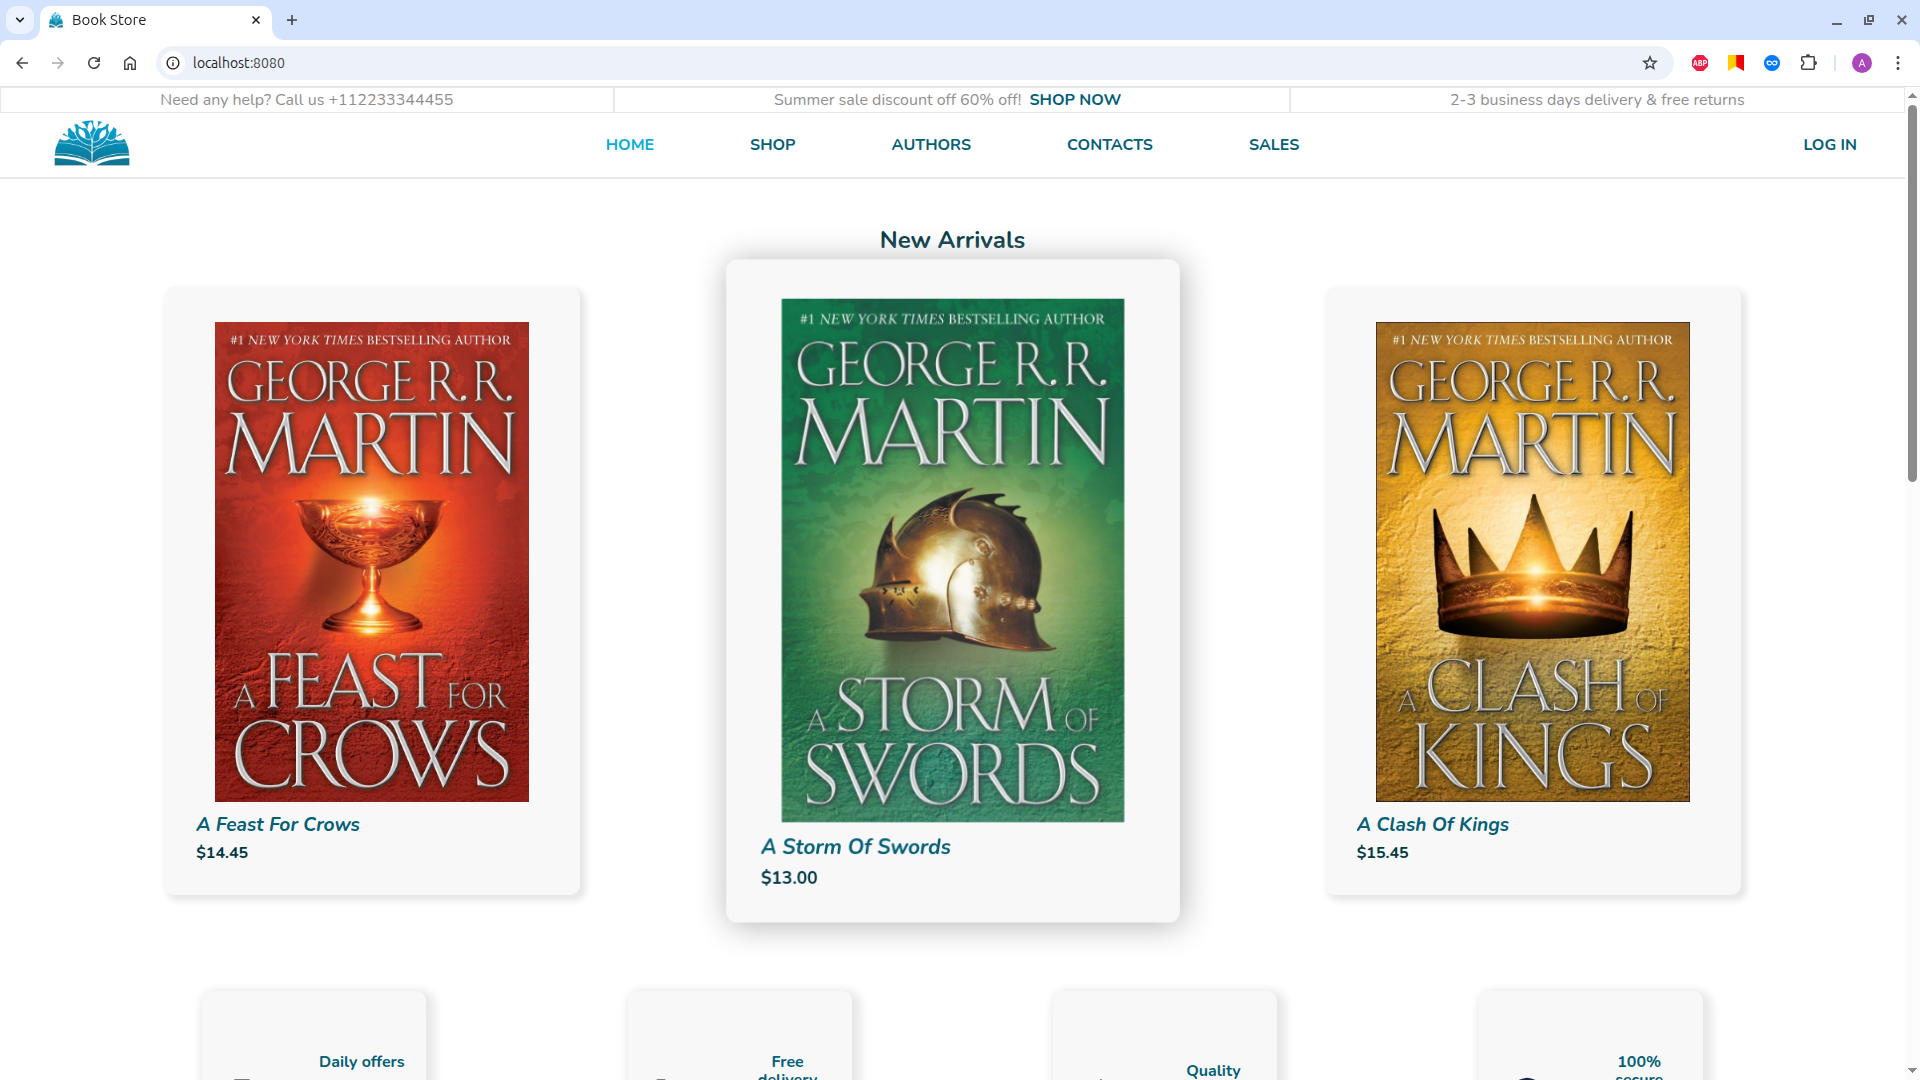 Book Store
localhost:8080
ABP
A
Need any help? Call us +112233344455
Summer sale discount off 60% off! SHOP NOW
2-3 business days delivery & free returns
HOME
SHOP
AUTHORS
CONTACTS
SALES
LOG IN
New Arrivals
#1 NEW YORK TIMES BESTSELLING AUTHOR
GEORGE R.R.
MARTIN
A FEAST FOR
CROWS
A Feast For Crows
$14.45
#1 NEW YORK TIMES BESTSELLING AUTHOR
GEORGE R.R.
MARTIN
A STORM OF
SWORDS
A Storm Of Swords
$13.00
#1 NEW YORK TIMES BESTSELLING AUTHOR
GEORGE R.R.
MARTIN
A CLASH OF
KINGS
A Clash Of Kings
$15.45
Daily offers
Free
delivery
Quality
100%
secure